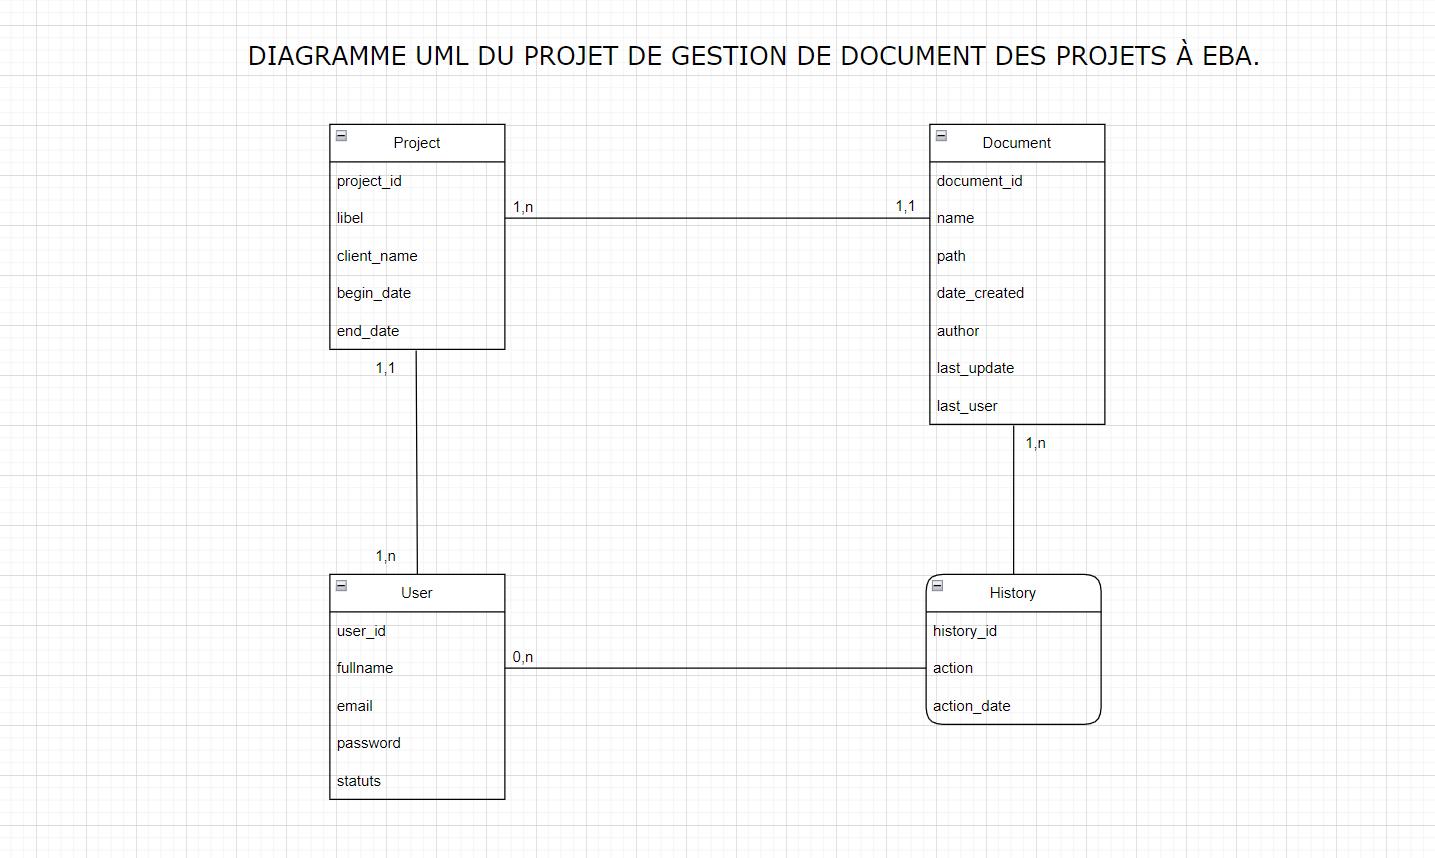 DIAGRAMME UML DU PROJET DE GESTION DE DOCUMENT DES PROJETS À EBA.
Project
project_id
libel
client_name
begin_date
end_date
1,n
1,1
Document
document_id
name
path
date_created
author
last_update
last_user
1,1
1,n
1,n
User
user_id
fullname
email
password
statuts
0,n
History
history_id
action
action_date